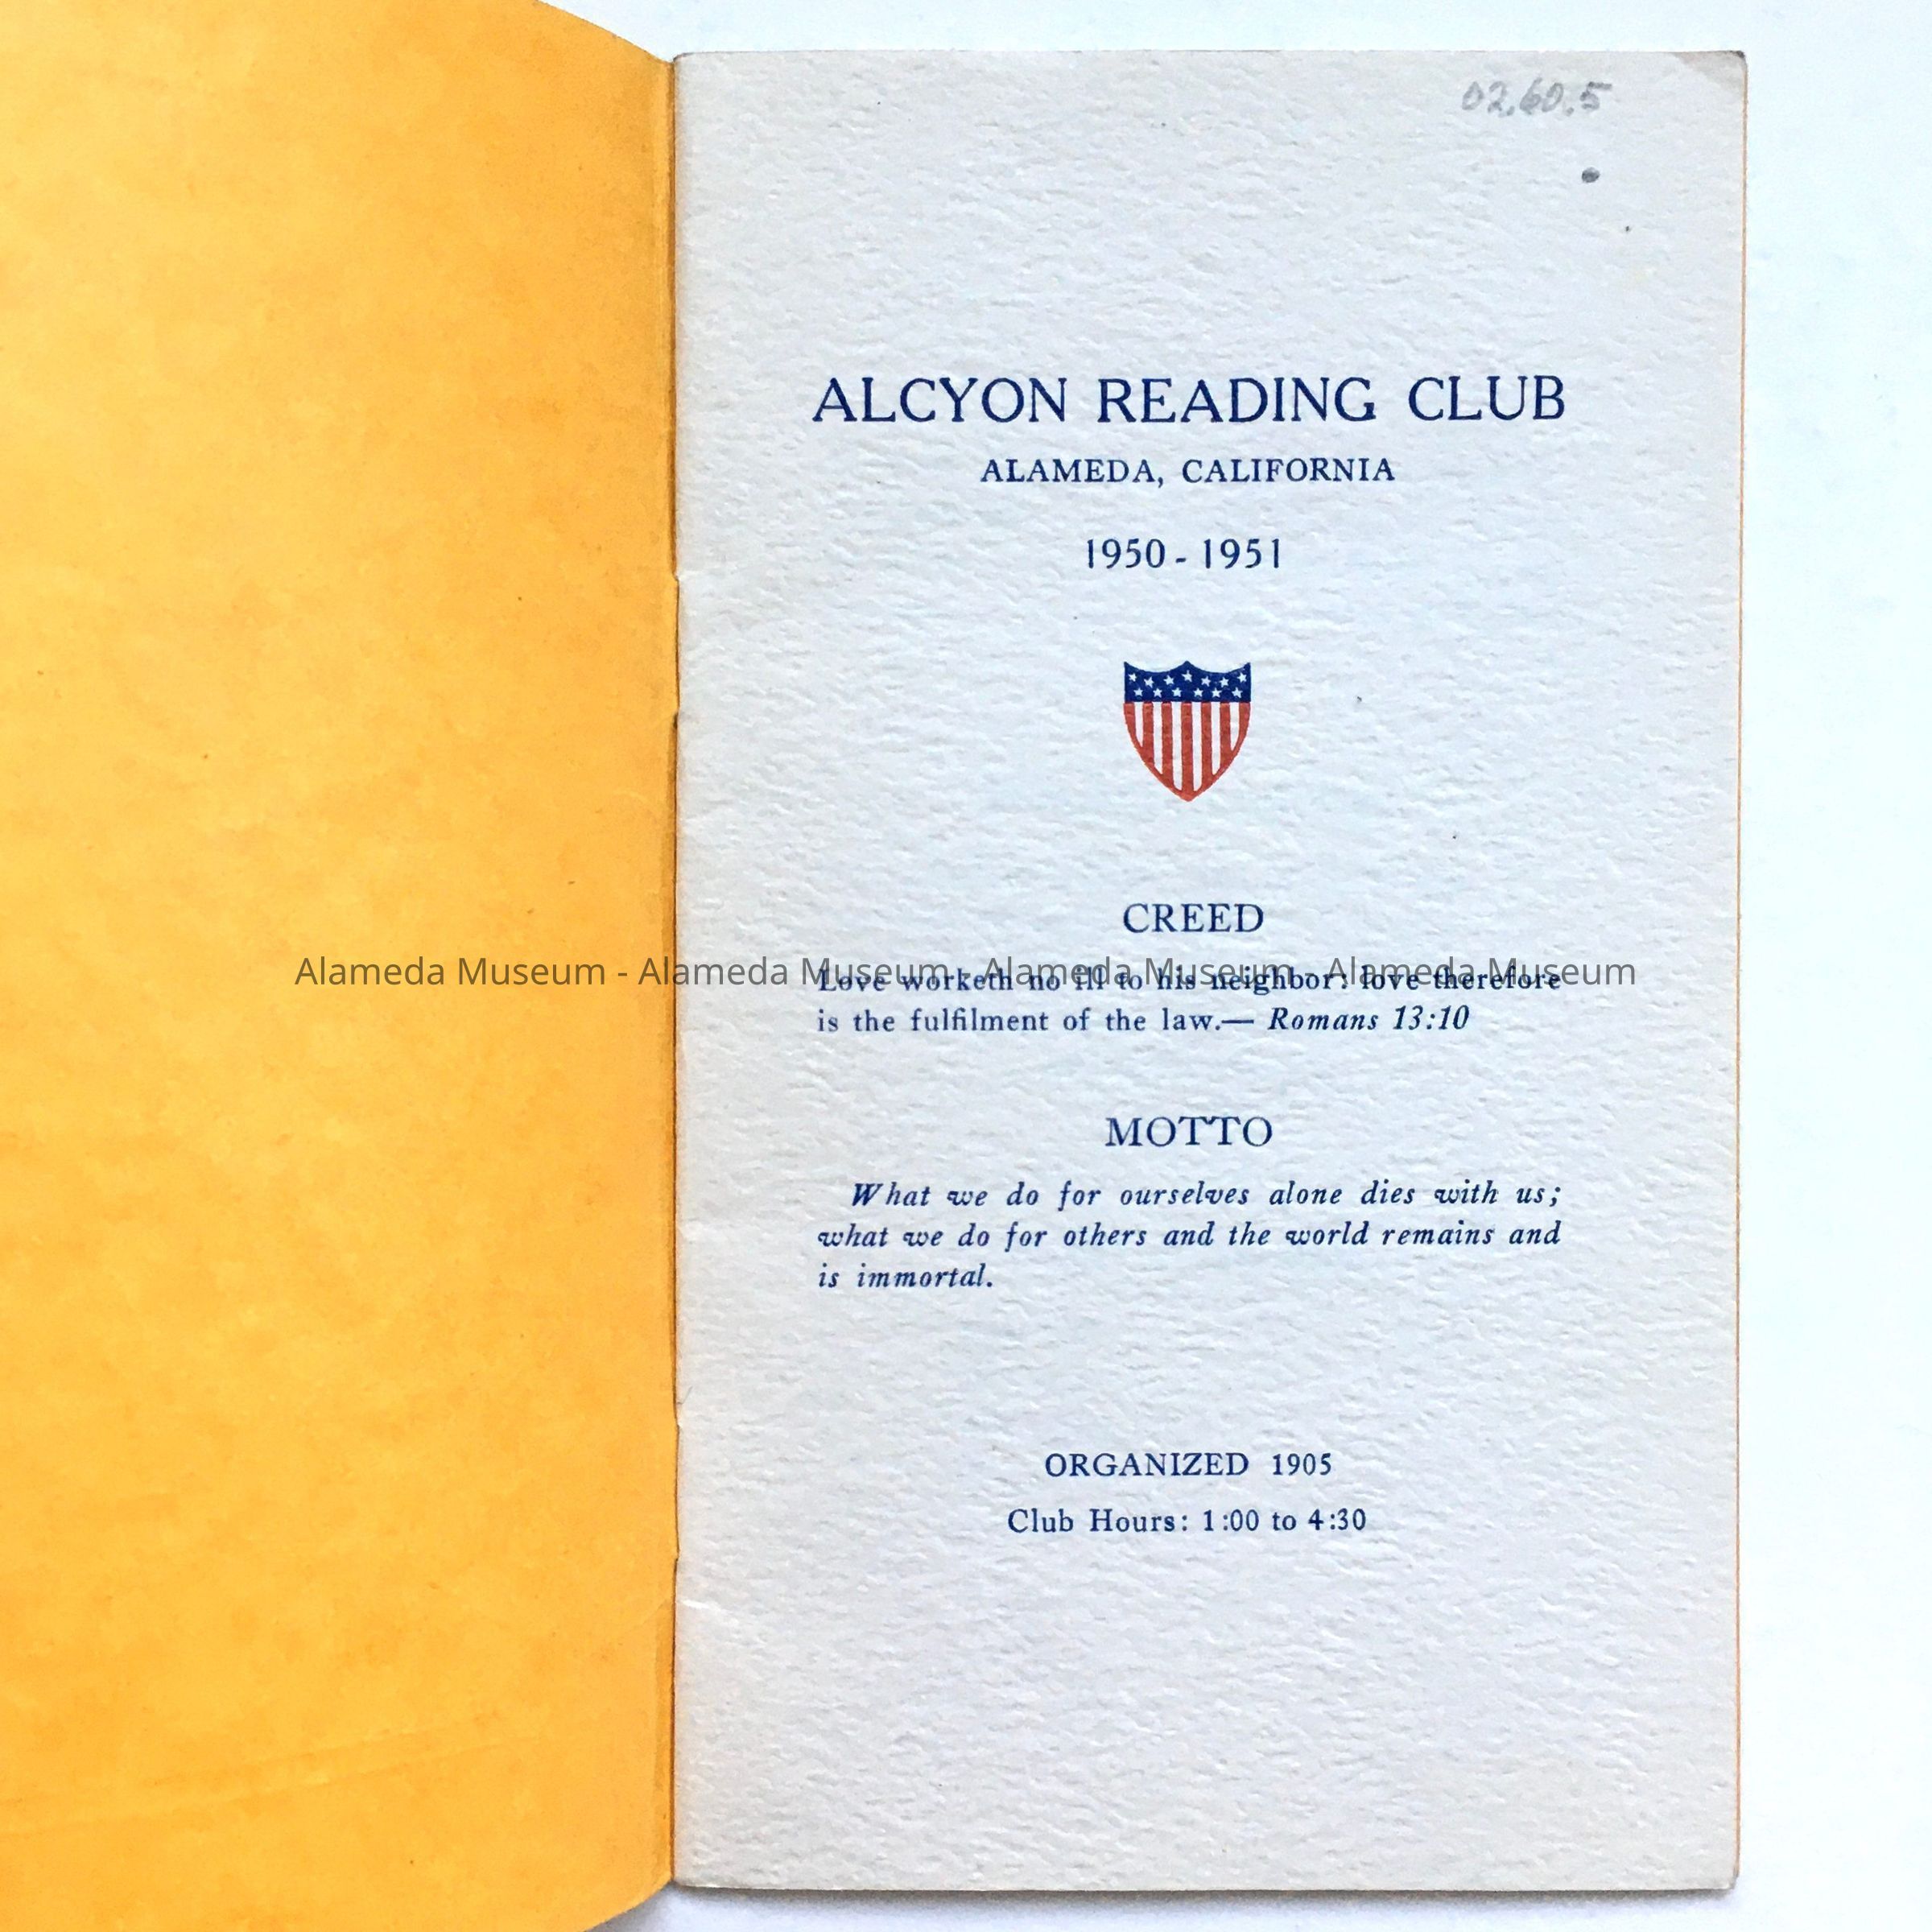 02.60.5
ALCYON READING CLUB
ALAMEDA, CALIFORNIA
1950 - 1951
CREED
Alameda Museum - Alameda Museum - Alameda Museum - Alameda Museum
Love worketh no ill to his neighbor: love therefore
is the fulfilment of the law.— Romans 13:10
MOTTO
What we do for ourselves alone dies with us;
what we do for others and the world remains and
is immortal.
ORGANIZED 1905
Club Hours: 1:00 to 4:30